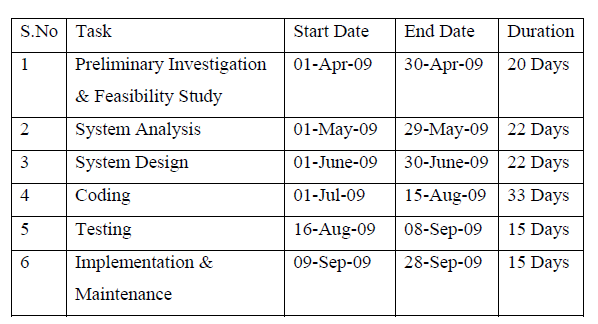 S.No Task Start Date End Date Duration
1 Preliminary Investigation 01-Apr-09 30-Apr-09 20 Days
& Feasibility Study
2 System Analysis 01-May-09 29-May-09 22 Days
3 System Design 01-June-09 30-June-09 22 Days
4 Coding 01-Jul-09 15-Aug-09 33 Days
5 Testing 16-Aug-09 08-Sep-09 15 Days
6 Implementation & 09-Sep-09 28-Sep-09 15 Days
Maintenance